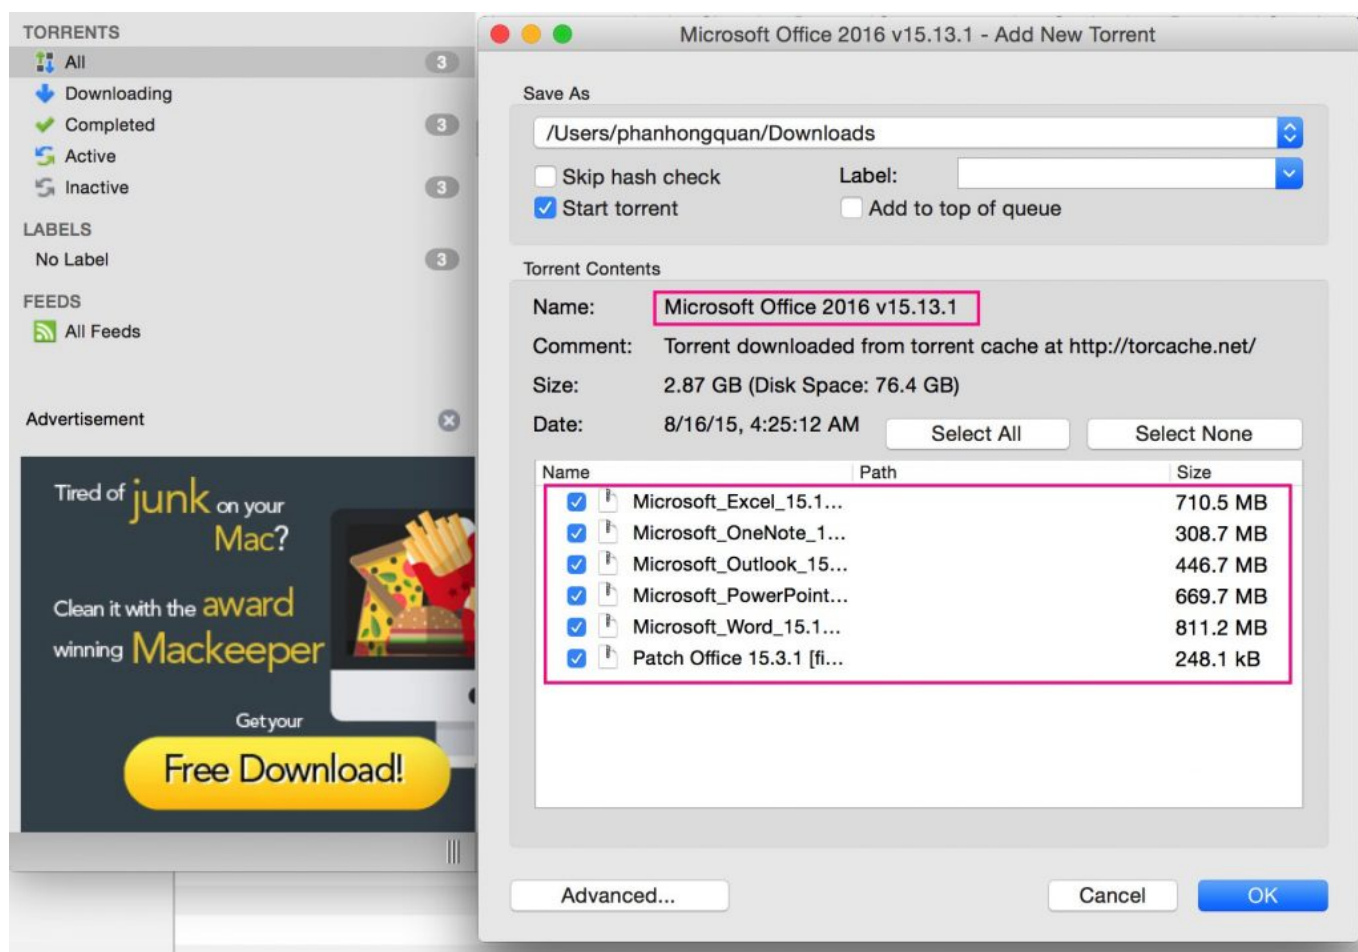 TORRENTS
All 3
Downloading
Completed 3
Active
Inactive 3
LABELS
No Label 3
FEEDS
All Feeds
Advertisement
Tired of junk on your
Mac?
Clean it with the award
winning Mackeeper
Get your
Free Download!
Microsoft Office 2016 v15.13.1 - Add New Torrent
Save As
/Users/phanhongquan/Downloads
Skip hash check Label:
Start torrent Add to top of queue
Torrent Contents
Name: Microsoft Office 2016 v15.13.1
Comment: Torrent downloaded from torrent cache at http://torcache.net/
Size: 2.87 GB (Disk Space: 76.4 GB)
Date: 8/16/15, 4:25:12 AM Select All Select None
Name Path Size
Microsoft_Excel_15.1... 710.5 MB
Microsoft_OneNote_1... 308.7 MB
Microsoft_Outlook_15... 446.7 MB
Microsoft_PowerPoint... 669.7 MB
Microsoft_Word_15.1... 811.2 MB
Patch Office 15.3.1 [fi... 248.1 kB
Advanced... Cancel OK